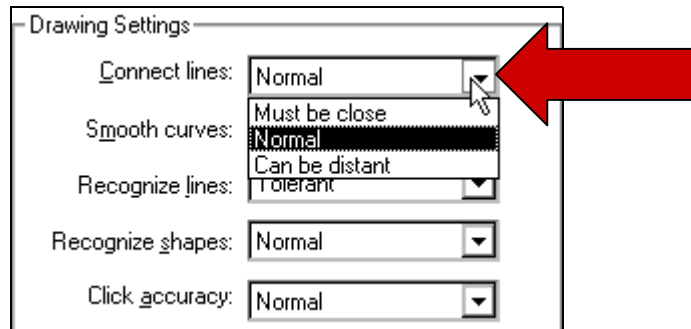 Drawing Settings
Connect lines: Normal
Must be close
Smooth curves: Normal
Can be distant
Recognize lines: Tolerant
Recognize shapes: Normal
Click accuracy: Normal